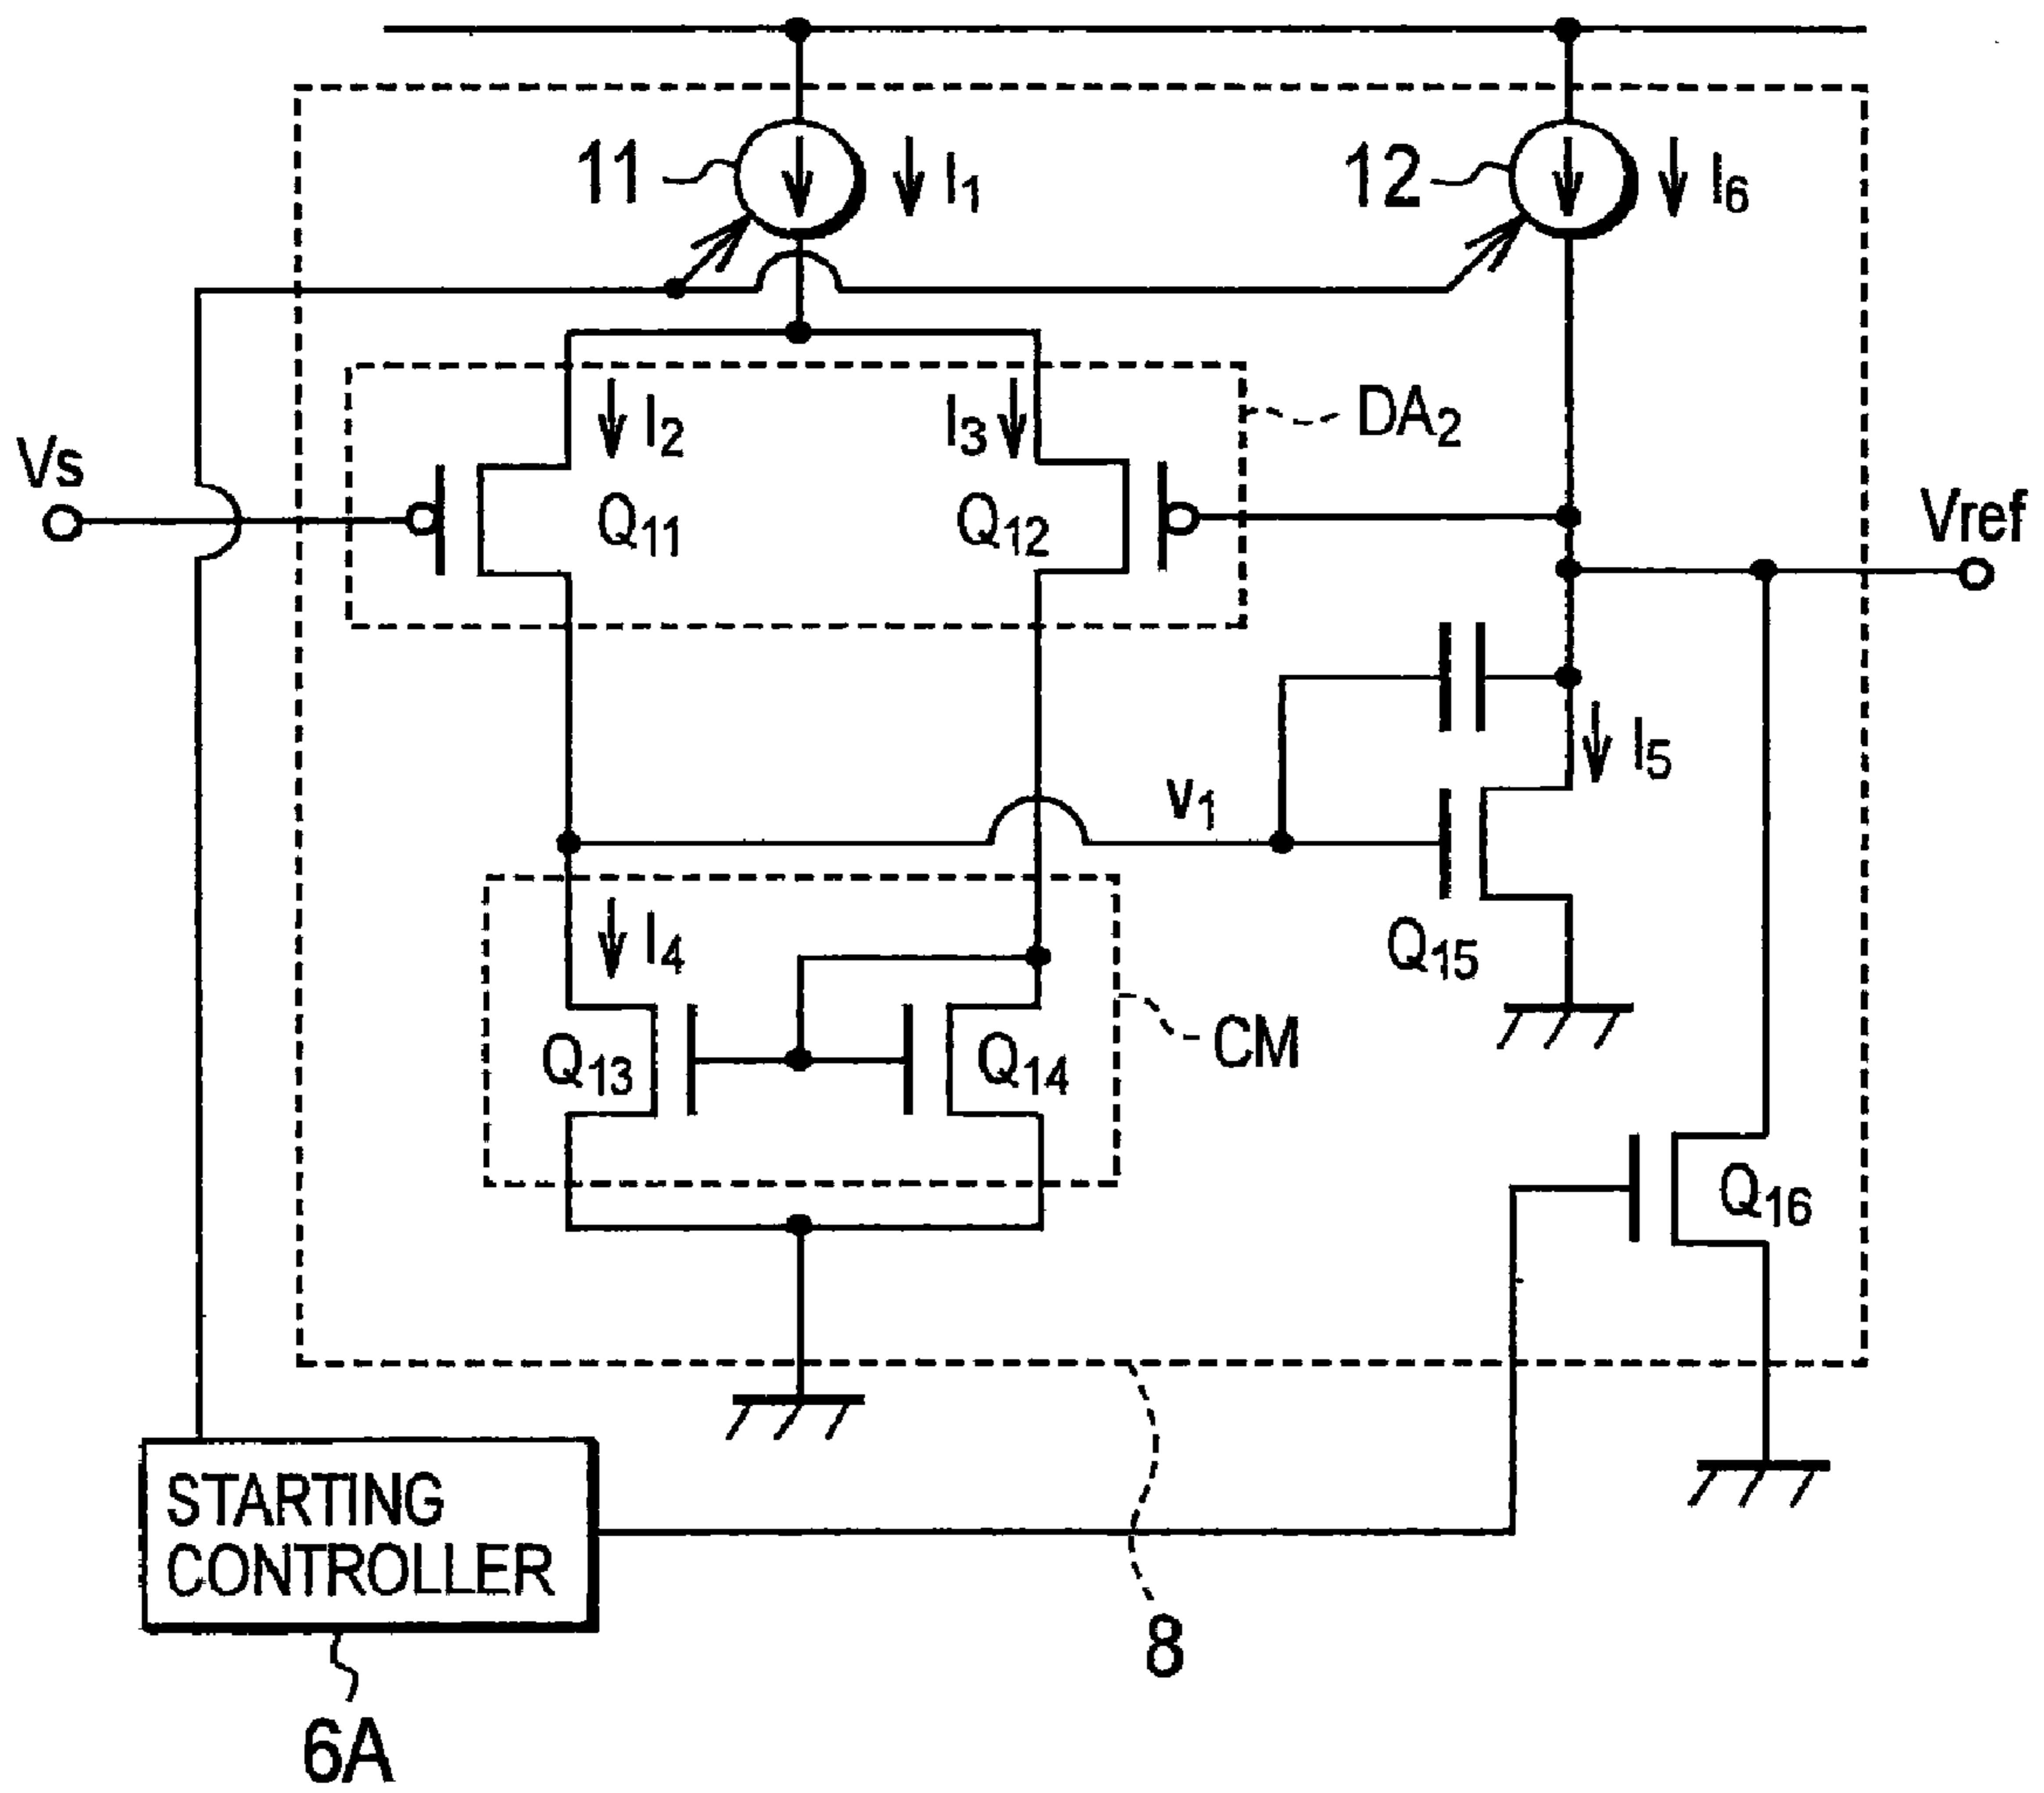 11
I1
12
I6
I2
I3
DA2
Vs
Q11
Q12
Vref
I5
v1
I4
Q15
Q13
Q14
CM
Q16
STARTING
CONTROLLER
8
6A